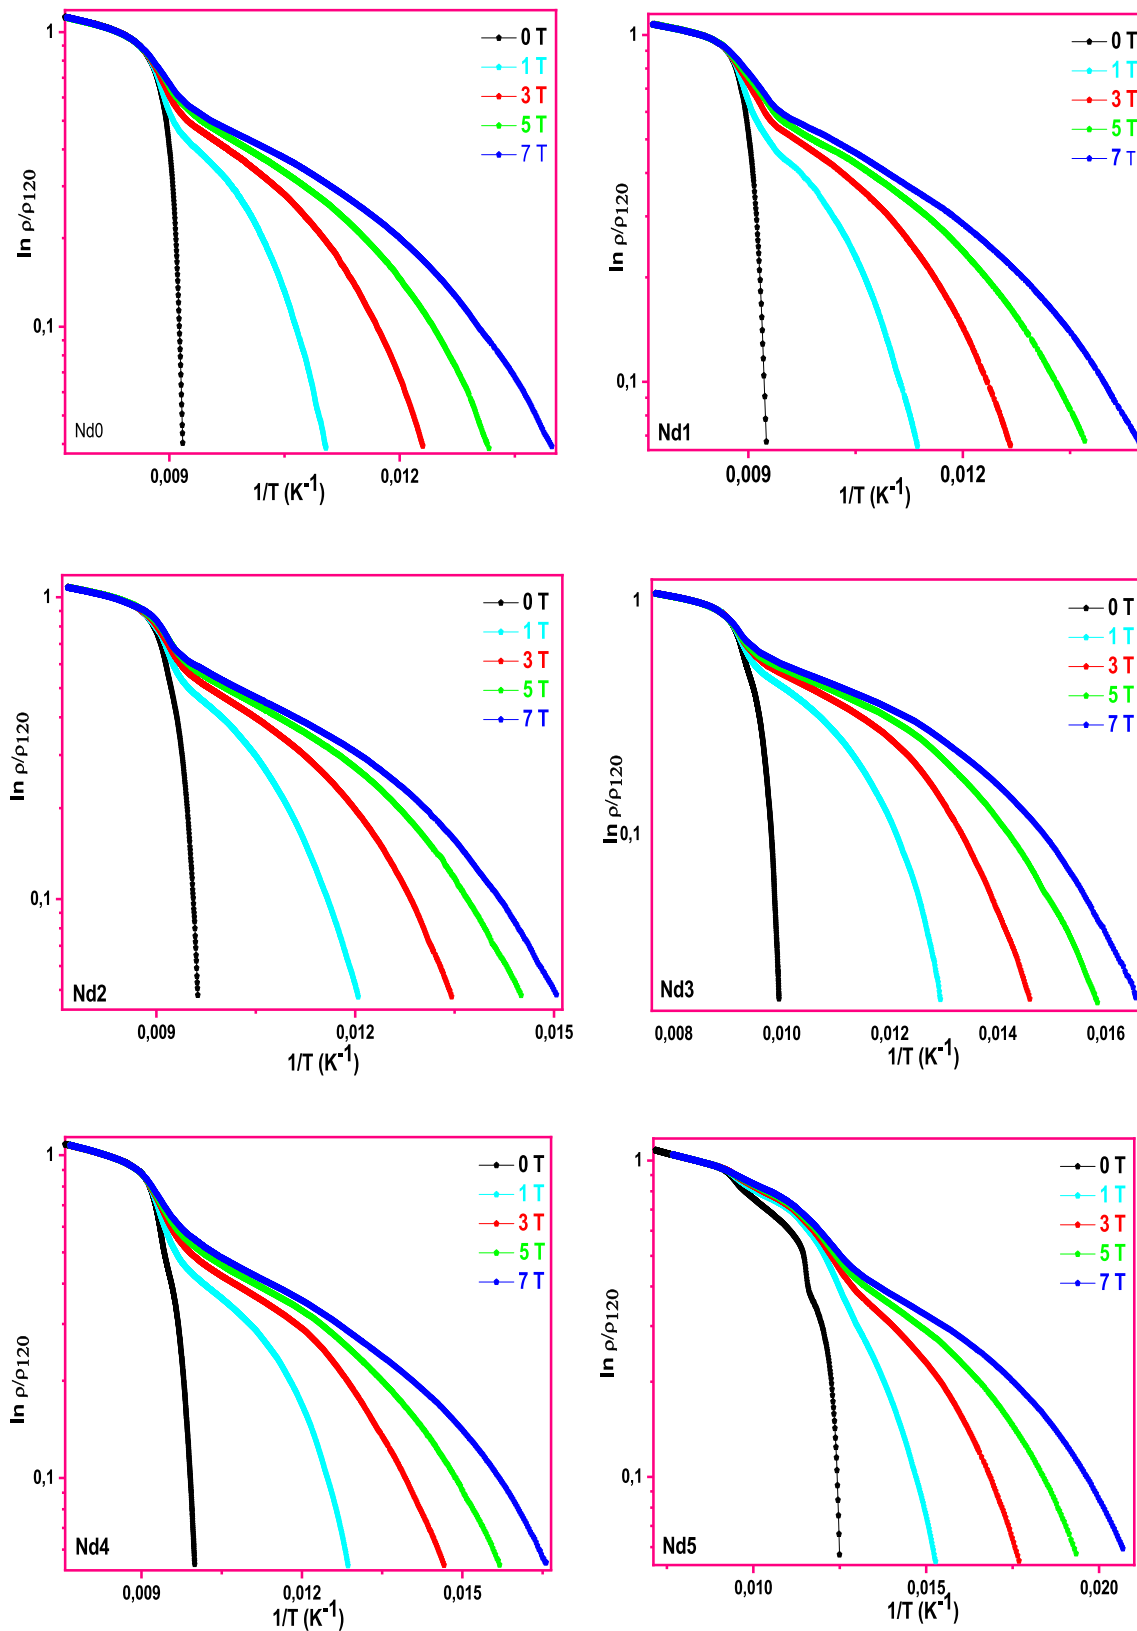 1
0 T
1 T
3 T
5 T
7 T
ln ρ/ρ120
0,1
Nd0
0,009
0,012
1/T (K-1)
1
0 T
1 T
3 T
5 T
7 T
ln ρ/ρ120
0,1
Nd1
0,009
0,012
1/T (K-1)
1
0 T
1 T
3 T
5 T
7 T
ln ρ/ρ120
0,1
Nd2
0,009
0,012
0,015
1/T (K-1)
1
0 T
1 T
3 T
5 T
7 T
ln ρ/ρ120
0,1
Nd3
0,008
0,010
0,012
0,014
0,016
1/T (K-1)
1
0 T
1 T
3 T
5 T
7 T
ln ρ/ρ120
0,1
Nd4
0,009
0,012
0,015
1/T (K-1)
1
0 T
1 T
3 T
5 T
7 T
ln ρ/ρ120
0,1
Nd5
0,010
0,015
0,020
1/T (K-1)